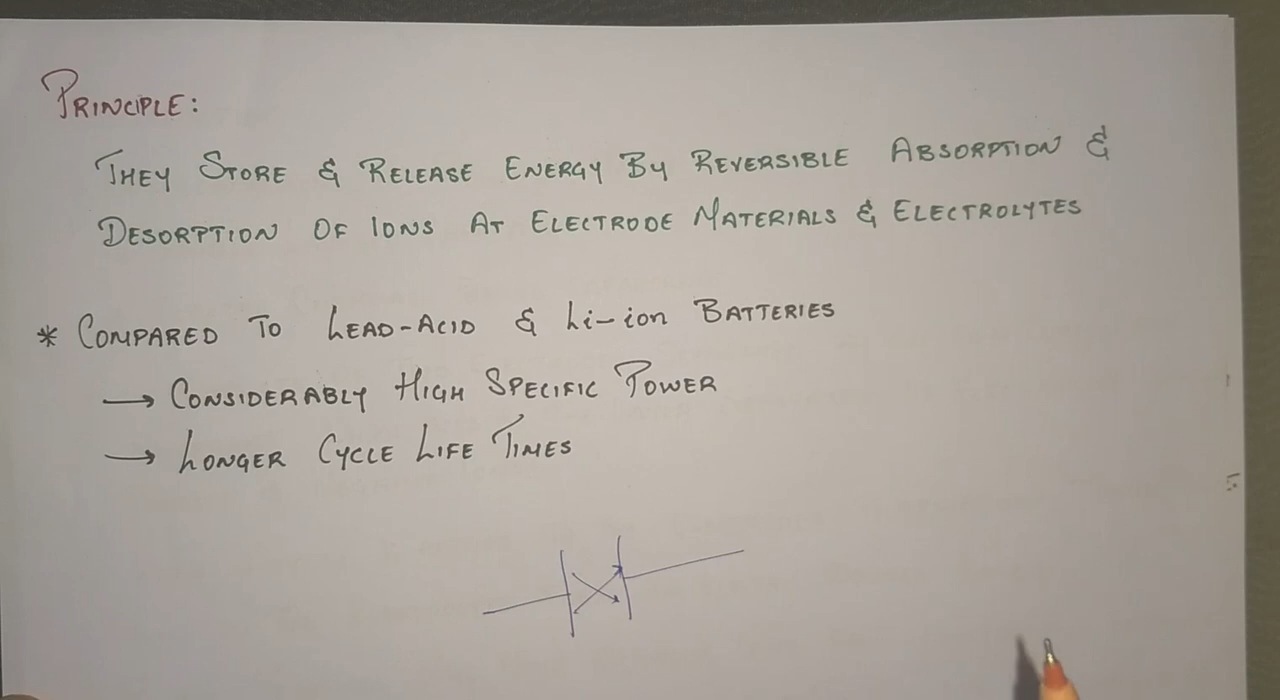 PRINCIPLE:
THEY STORE & RELEASE ENERGY BY REVERSIBLE ABSORPTION &
DESORPTION OF IONS AT ELECTRODE MATERIALS & ELECTROLYTES
* COMPARED TO LEAD-ACID & Li-ion BATTERIES
→ CONSIDERABLY HIGH SPECIFIC POWER
→ LONGER CYCLE LIFE TIMES